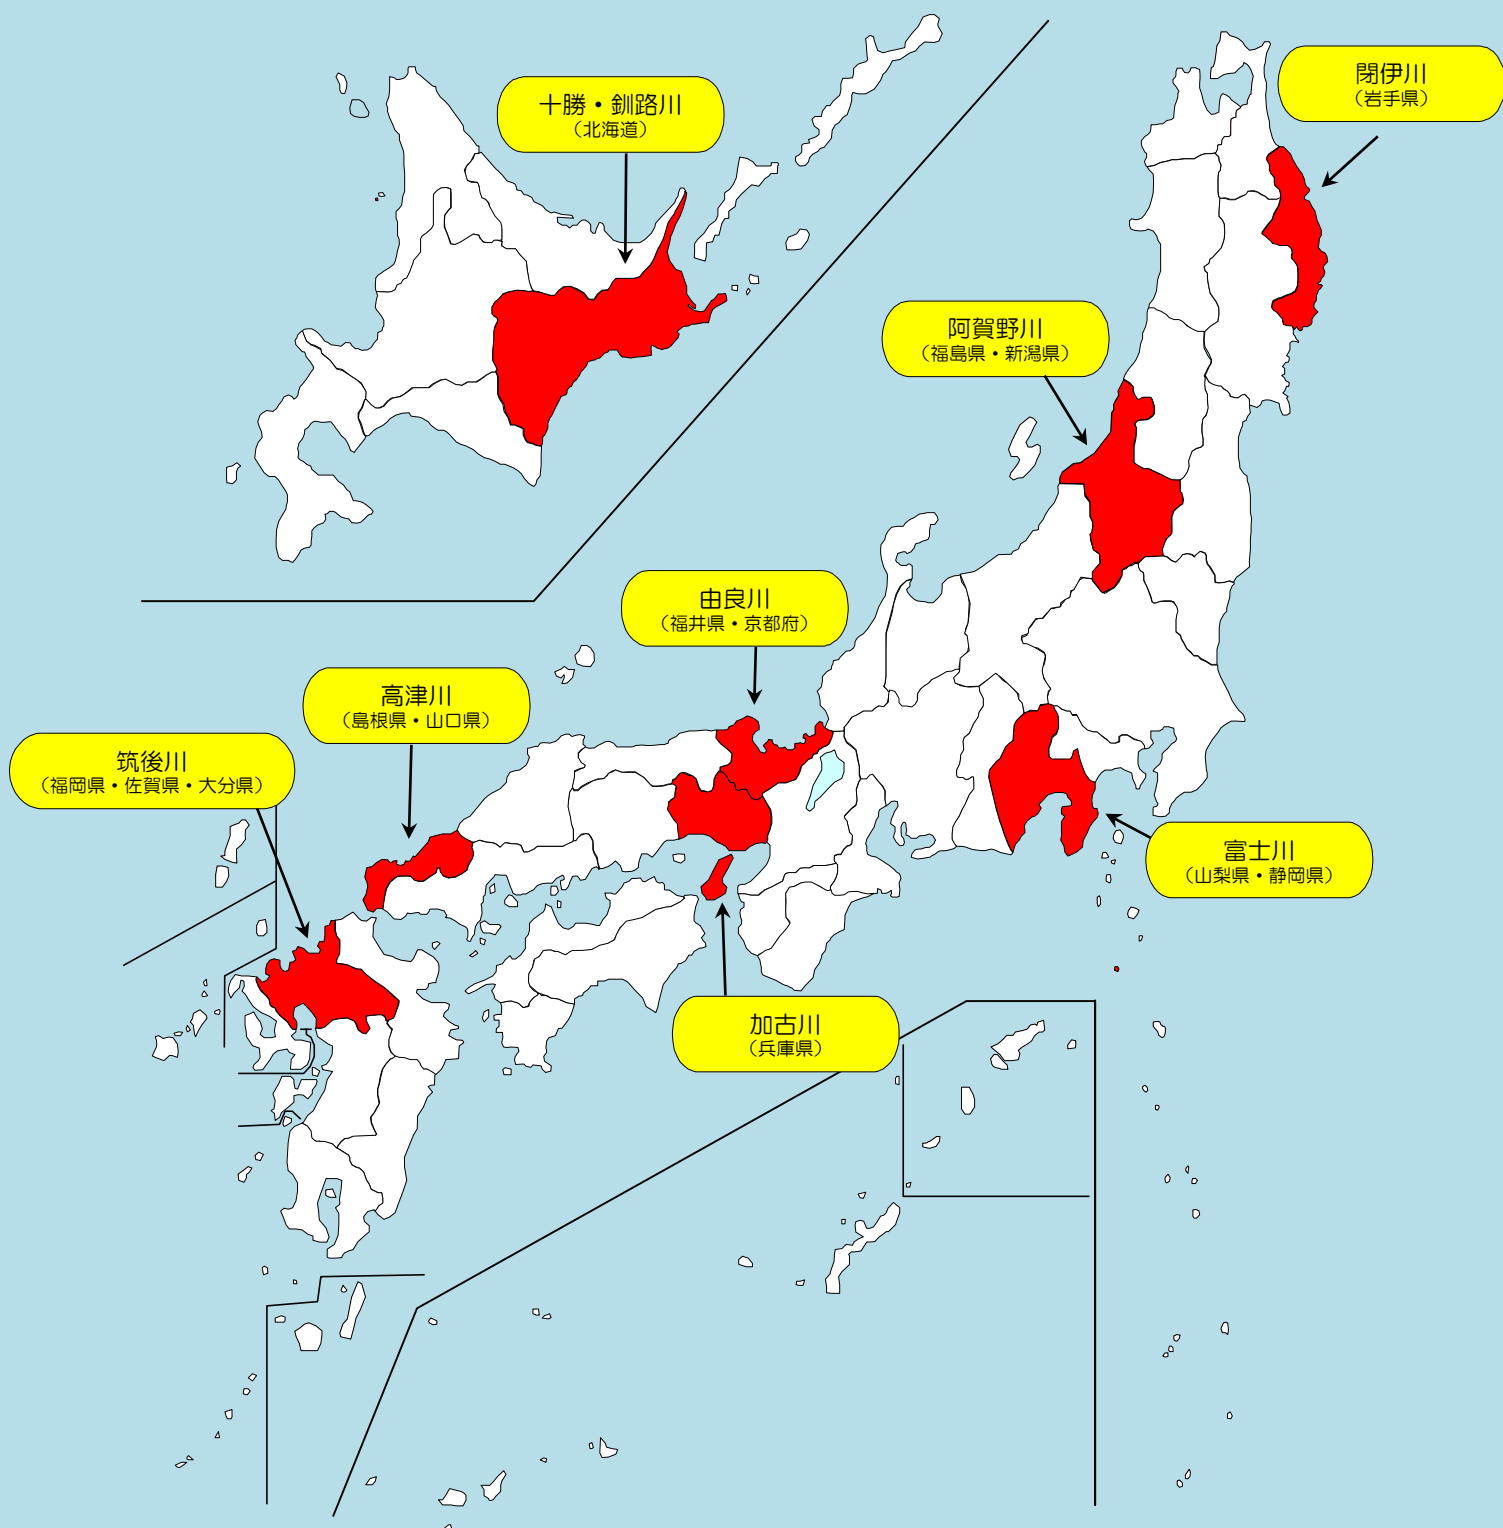 閉伊川
（岩手県）
十勝・釧路川
（北海道）
阿賀野川
（福島県・新潟県）
由良川
（福井県・京都府）
高津川
（島根県・山口県）
筑後川
（福岡県・佐賀県・大分県）
富士川
（山梨県・静岡県）
加古川
（兵庫県）